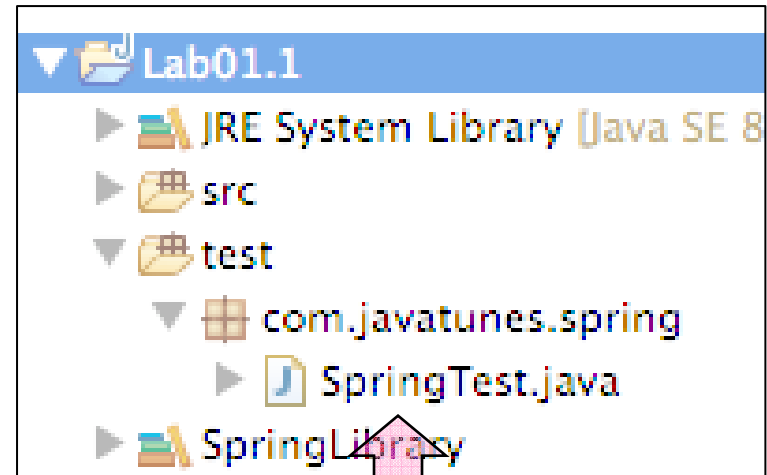 Lab01.1
JRE System Library [Java SE 8
src
test
com.javatunes.spring
SpringTest.java
SpringLibrary